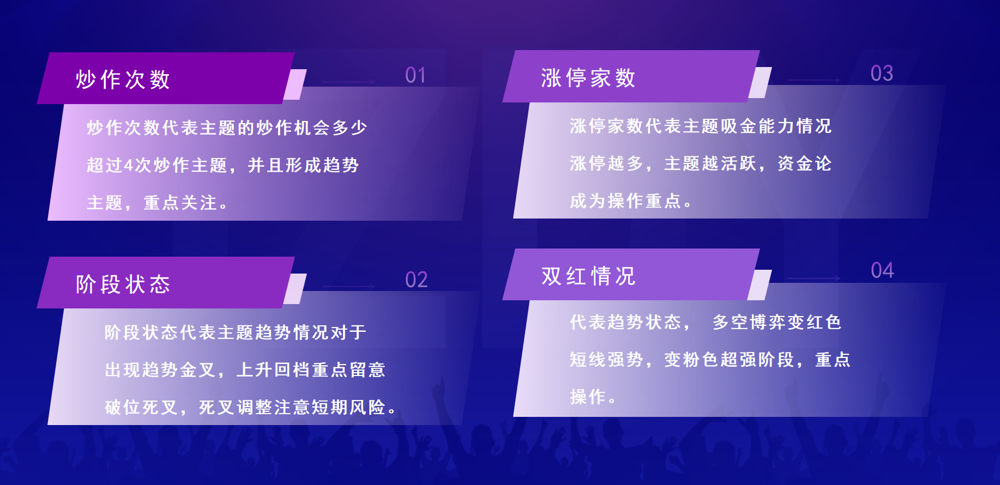 炒作次数
01
炒作次数代表主题的炒作机会多少
超过4次炒作主题，并且形成趋势
主题，重点关注。
阶段状态
02
阶段状态代表主题趋势情况对于
出现趋势金叉，上升回档重点留意
破位死叉，死叉调整注意短期风险。
涨停家数
03
涨停家数代表主题吸金能力情况
涨停越多，主题越活跃，资金论
成为操作重点。
双红情况
04
代表趋势状态， 多空博弈变红色
短线强势，变粉色超强阶段，重点
操作。